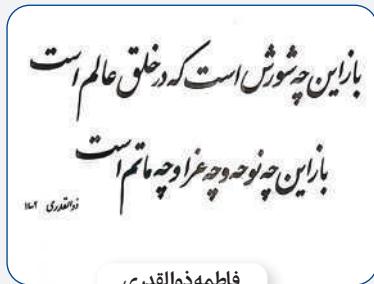 باز این چه شورش است که در خلق عالم است
باز این چه نوحه و چه عزا و چه ماتم است
ذوالقدری ۱۴۰۲
فاطمه ذوالقدری